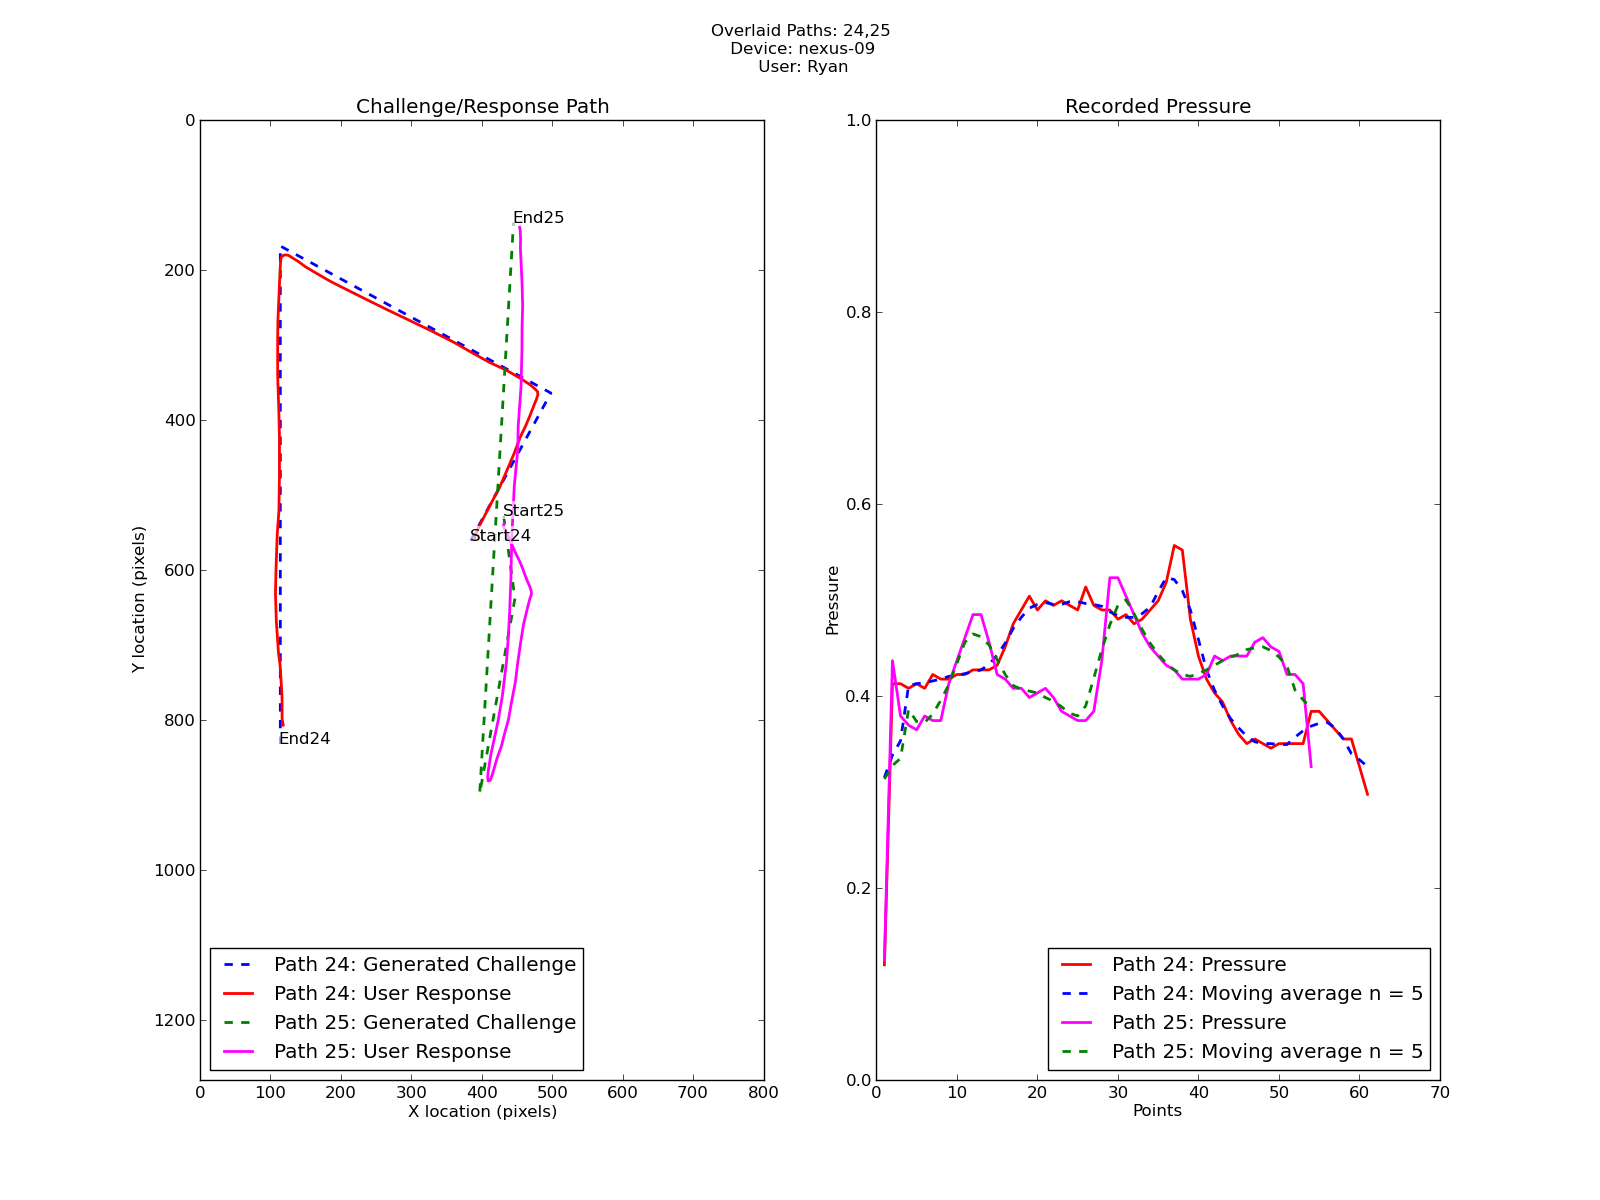 Overlaid Paths: 24,25
Device: nexus-09
User: Ryan
Challenge/Response Path
0
200
400
600
800
1000
1200
Y location (pixels)
End25
Start25
Start24
End24
Path 24: Generated Challenge
Path 24: User Response
Path 25: Generated Challenge
Path 25: User Response
0 100 200 300 400 500 600 700 800
X location (pixels)
Recorded Pressure
1.0
0.8
0.6
0.4
0.2
0.0
Pressure
Path 24: Pressure
Path 24: Moving average n = 5
Path 25: Pressure
Path 25: Moving average n = 5
0 10 20 30 40 50 60 70
Points